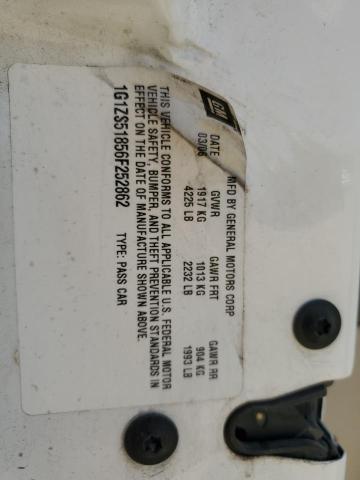 GM
MFD BY GENERAL MOTORS CORP
DATE GVWR GAWR FRT GAWR RR
03/06 1917 KG 1013 KG 904 KG
4225 LB 2232 LB 1993 LB
THIS VEHICLE CONFORMS TO ALL APPLICABLE U.S. FEDERAL MOTOR
VEHICLE SAFETY, BUMPER, AND THEFT PREVENTION STANDARDS IN
EFFECT ON THE DATE OF MANUFACTURE SHOWN ABOVE.
1G1ZS51856F252862 TYPE: PASS CAR